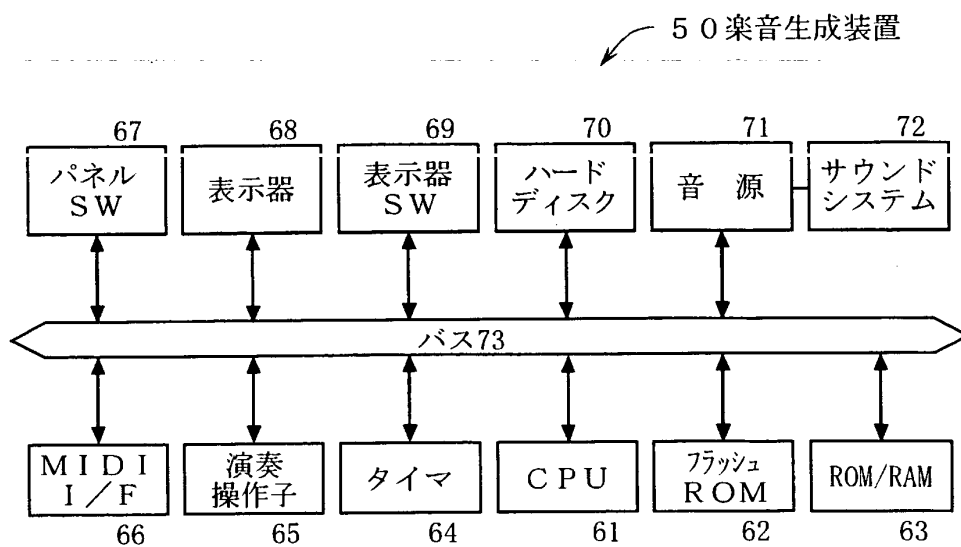 ５０楽音生成装置
67
68
69
70
71
72
パネル
ＳＷ
表示器
表示器
ＳＷ
ハード
ディスク
音　源
サウンド
システム
バス73
ＭＩＤＩ
Ｉ／Ｆ
演奏
操作子
タイマ
ＣＰＵ
フラッシュ
ＲＯＭ
ROM/RAM
66
65
64
61
62
63